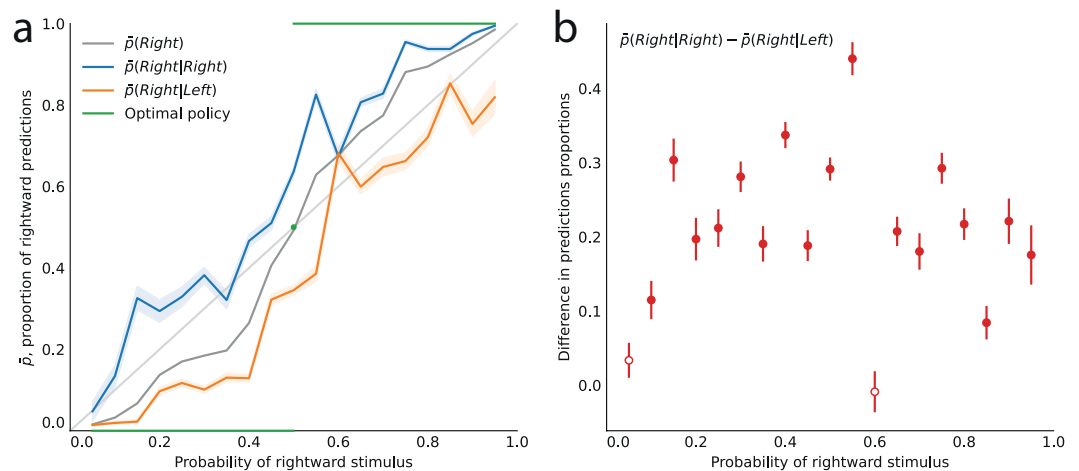 a
1.0
0.8
0.6
0.4
0.2
0.0
p̄, proportion of rightward predictions
p̄(Right)
p̄(Right|Right)
p̄(Right|Left)
Optimal policy
0.0 0.2 0.4 0.6 0.8 1.0
Probability of rightward stimulus
b
p̄(Right|Right) − p̄(Right|Left)
0.4
0.3
0.2
0.1
0.0
Difference in predictions proportions
0.0 0.2 0.4 0.6 0.8 1.0
Probability of rightward stimulus